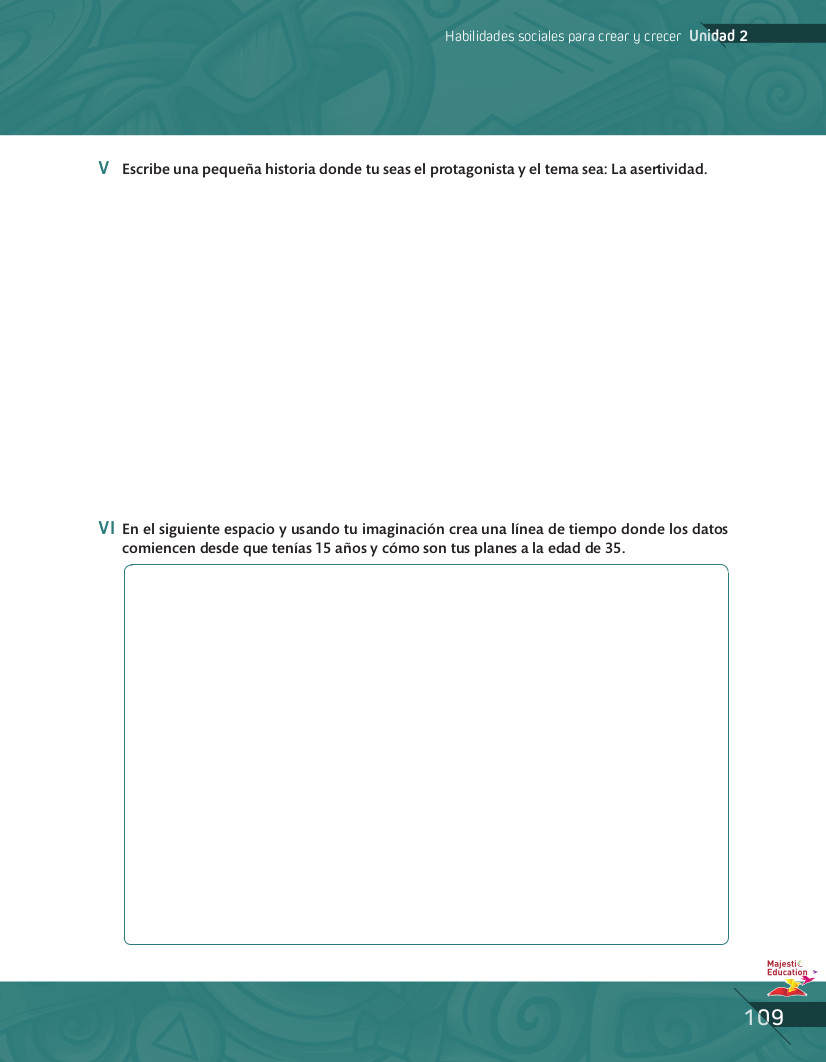 Habilidades sociales para crear y crecer Unidad 2
V Escribe una pequeña historia donde tu seas el protagonista y el tema sea: La asertividad.
VI En el siguiente espacio y usando tu imaginación crea una línea de tiempo donde los datos
comiencen desde que tenías 15 años y cómo son tus planes a la edad de 35.
Majestic
Education
109